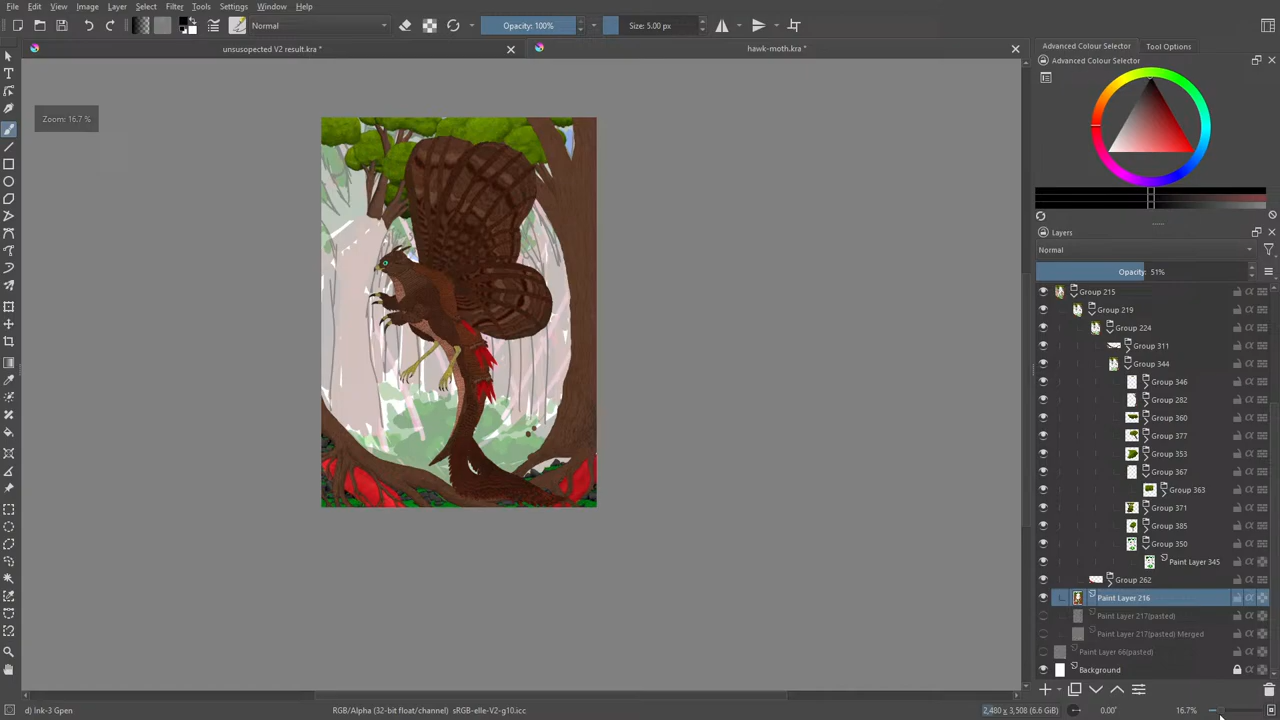 File Edit View Image Layer Select Filter Tools Settings Window Help
Normal Opacity: 100% Size: 5.00 px
unsusopected V2 result.kra * hawk-moth.kra *
Advanced Colour Selector Tool Options
Advanced Colour Selector
Zoom: 16.7 %
Layers
Normal
Opacity: 51%
Group 215
Group 219
Group 224
Group 311
Group 344
Group 346
Group 282
Group 360
Group 377
Group 353
Group 367
Group 363
Group 371
Group 385
Group 350
Paint Layer 345
Group 262
Paint Layer 216
Paint Layer 217(pasted)
Paint Layer 217(pasted) Merged
Paint Layer 66(pasted)
Background
d) Ink-3 Gpen RGB/Alpha (32-bit float/channel) sRGB-elle-V2-g10.icc 2,480 x 3,508 (6.6 GiB) 0.00° 16.7%